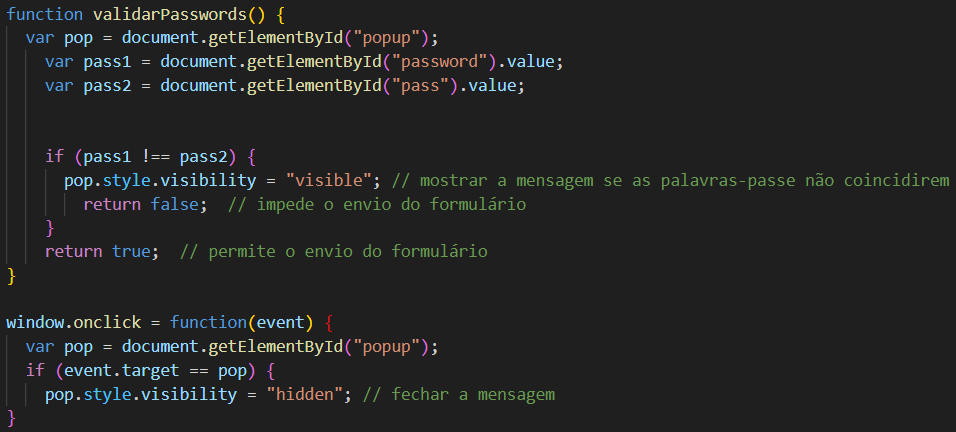 function validarPasswords() {
  var pop = document.getElementById("popup");
    var pass1 = document.getElementById("password").value;
    var pass2 = document.getElementById("pass").value;


    if (pass1 !== pass2) {
      pop.style.visibility = "visible"; // mostrar a mensagem se as palavras-passe não coincidirem
        return false;  // impede o envio do formulário
    }
    return true;  // permite o envio do formulário
}

window.onclick = function(event) {
  var pop = document.getElementById("popup");
  if (event.target == pop) {
    pop.style.visibility = "hidden"; // fechar a mensagem
}